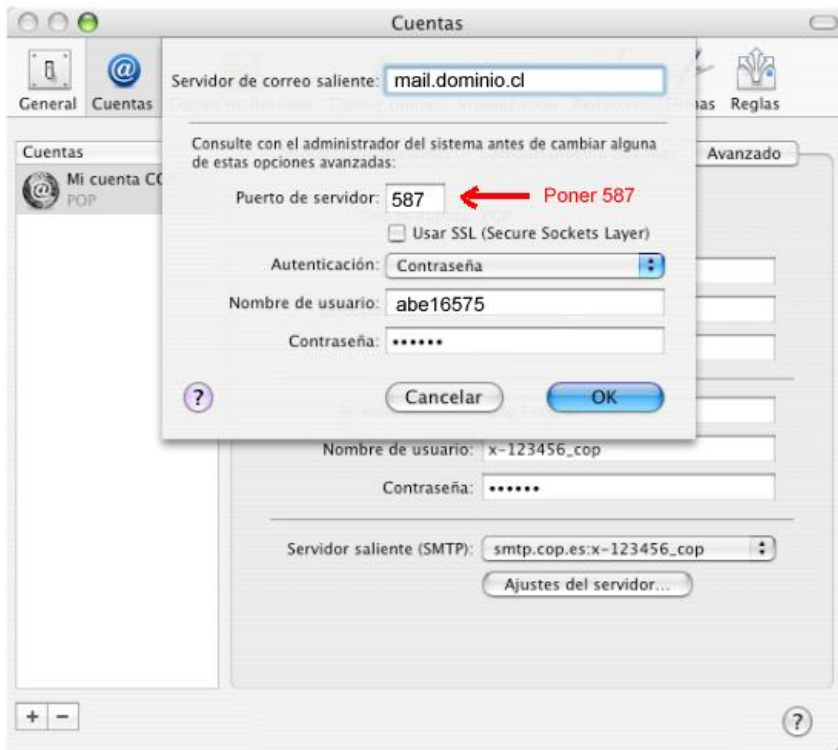 Cuentas
General
Cuentas
Reglas
Servidor de correo saliente: mail.dominio.cl
Consulte con el administrador del sistema antes de cambiar alguna
de estas opciones avanzadas:
Cuentas
Avanzado
Mi cuenta CO
POP
Puerto de servidor: 587
Poner 587
Usar SSL (Secure Sockets Layer)
Autenticación: Contraseña
Nombre de usuario: abe16575
Contraseña: ••••••
?
Cancelar
OK
Nombre de usuario: x-123456_cop
Contraseña: ••••••
Servidor saliente (SMTP): smtp.cop.es:x-123456_cop
Ajustes del servidor...
+ −
?